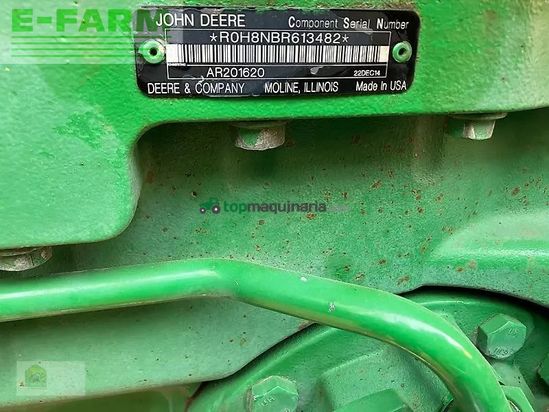 E-FARM
JOHN DEERE Component Serial Number
*R0H8NBR613482*
AR201620 22DEC14
DEERE & COMPANY MOLINE, ILLINOIS Made In USA
topmaquinaria